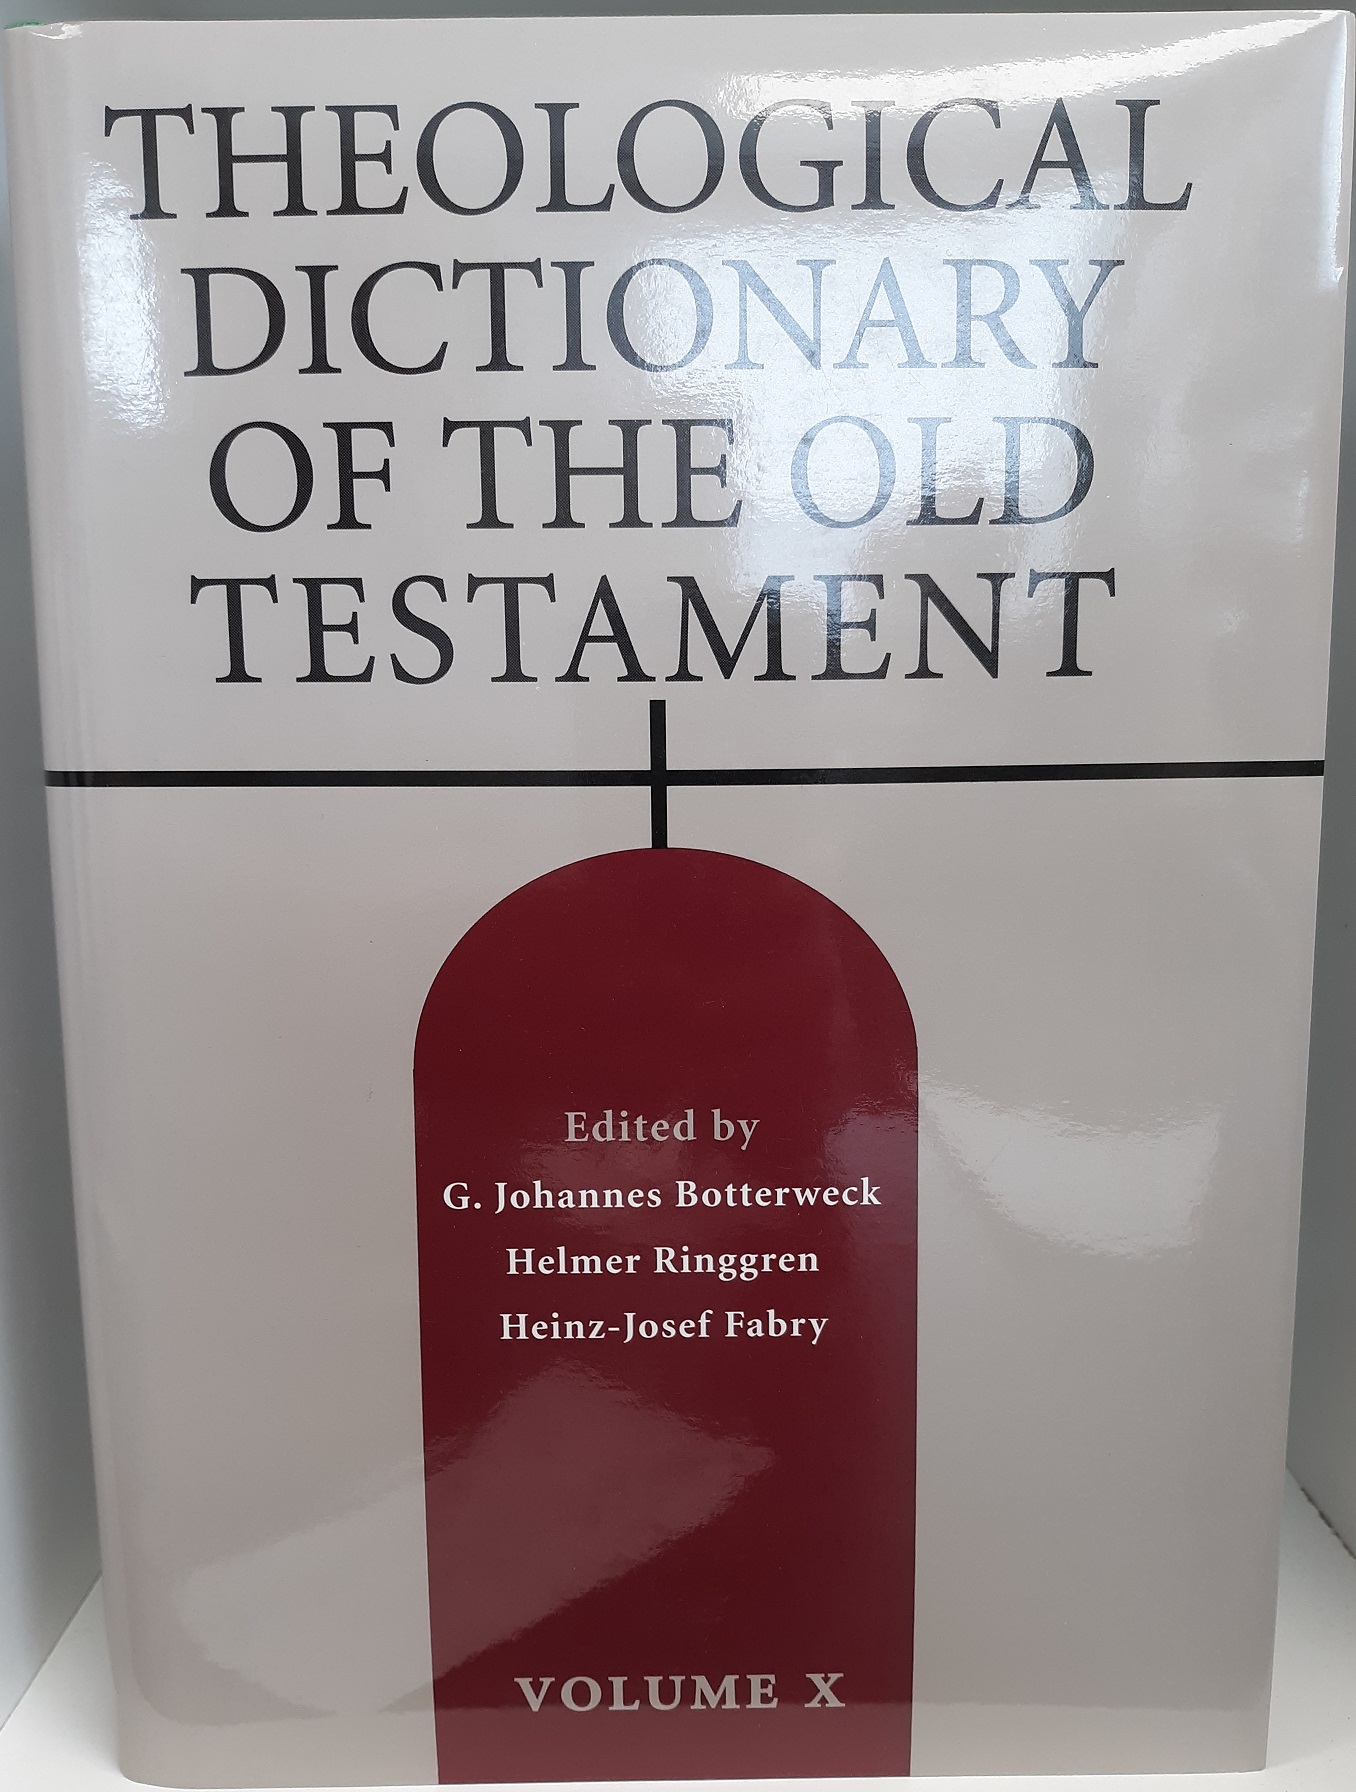 THEOLOGICAL
DICTIONARY
OF THE OLD
TESTAMENT
Edited by
G. Johannes Botterweck
Helmer Ringgren
Heinz-Josef Fabry
VOLUME X